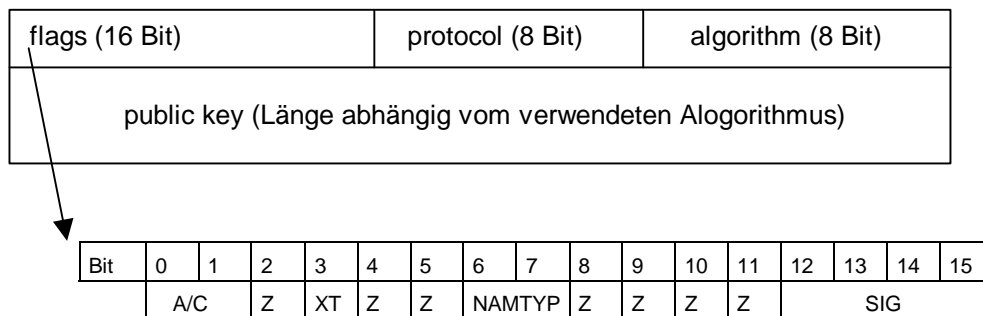 flags (16 Bit) protocol (8 Bit) algorithm (8 Bit)
public key (Länge abhängig vom verwendeten Alogorithmus)
Bit 0 1 2 3 4 5 6 7 8 9 10 11 12 13 14 15
A/C Z XT Z Z NAMTYP Z Z Z Z SIG